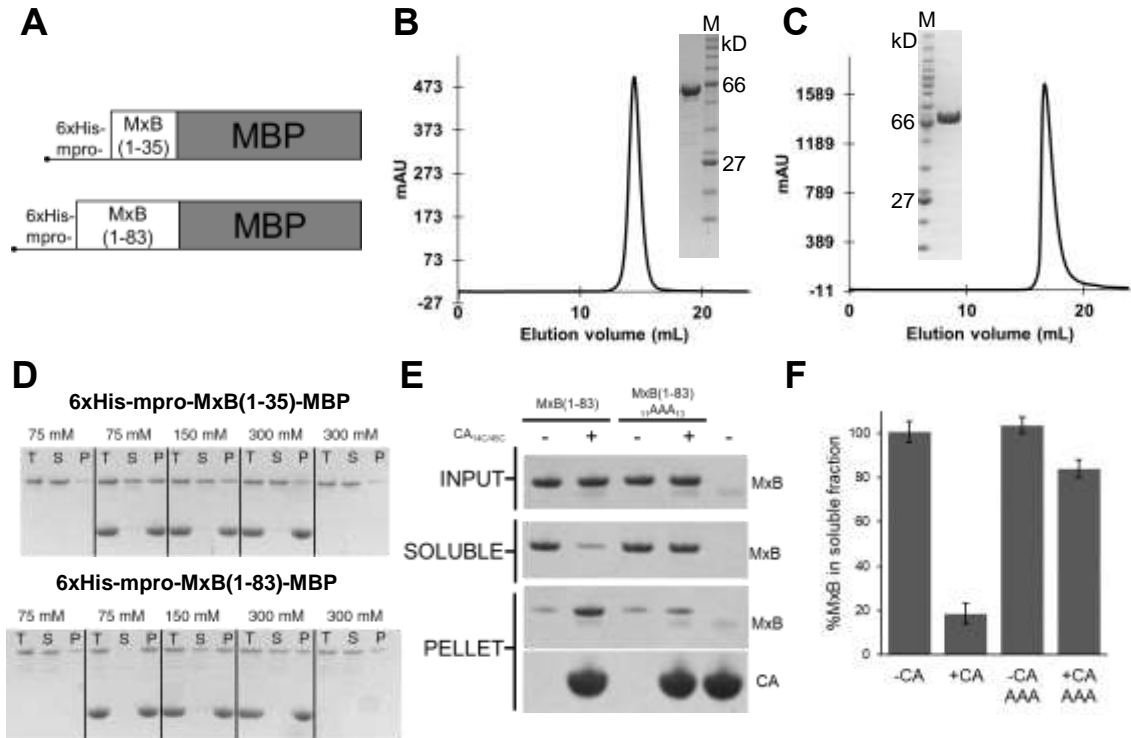 A
6xHis-
mpro-
MxB
(1-35)
MBP
6xHis-
mpro-
MxB
(1-83)
MBP
B
M
kD
66
27
473
373
273
173
73
-27
0
10
20
mAU
Elution volume (mL)
C
M
kD
66
27
1589
1189
789
389
-11
0
10
20
mAU
Elution volume (mL)
D
6xHis-mpro-MxB(1-35)-MBP
75 mM 75 mM 150 mM 300 mM 300 mM
T S P T S P T S P T S P T S P
6xHis-mpro-MxB(1-83)-MBP
75 mM 75 mM 150 mM 300 mM 300 mM
T S P T S P T S P T S P T S P
E
MxB(1-83)
MxB(1-83)
11AAA13
CA14C/45C - + - + -
INPUT MxB
SOLUBLE MxB
PELLET MxB
CA
F
%MxB in soluble fraction
100
80
60
40
20
0
-CA
+CA
-CA
AAA
+CA
AAA